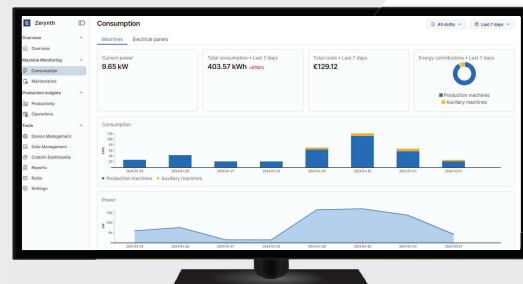 Zerynth
Consumption
All shifts
Last 7 days
Overview
Overview
Machine Monitoring
Consumption
Maintenance
Production Insights
Productivity
Operations
Tools
Device Management
Data Management
Custom Dashboards
Reports
Rules
Settings
Machines Electrical panels
Current power
9.65 kW
Total consumption • Last 7 days
403.57 kWh
Total costs • Last 7 days
€129.12
Energy contributions • Last 7 days
Production machines
Auxiliary machines
Consumption
Production machines Auxiliary machines
Power